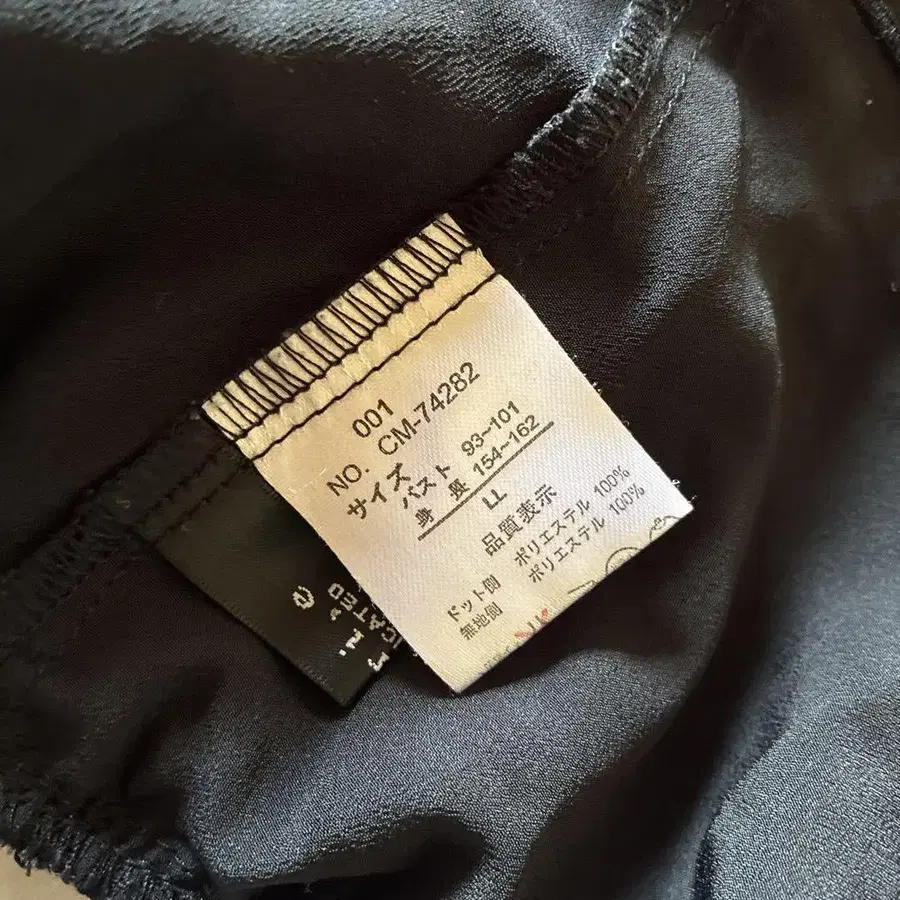 001
NO. CM-74282
サイズ
バスト 93~101
身 長 154~162
LL
品質表示
ドット側 ポリエステル 100%
無地側 ポリエステル 100%